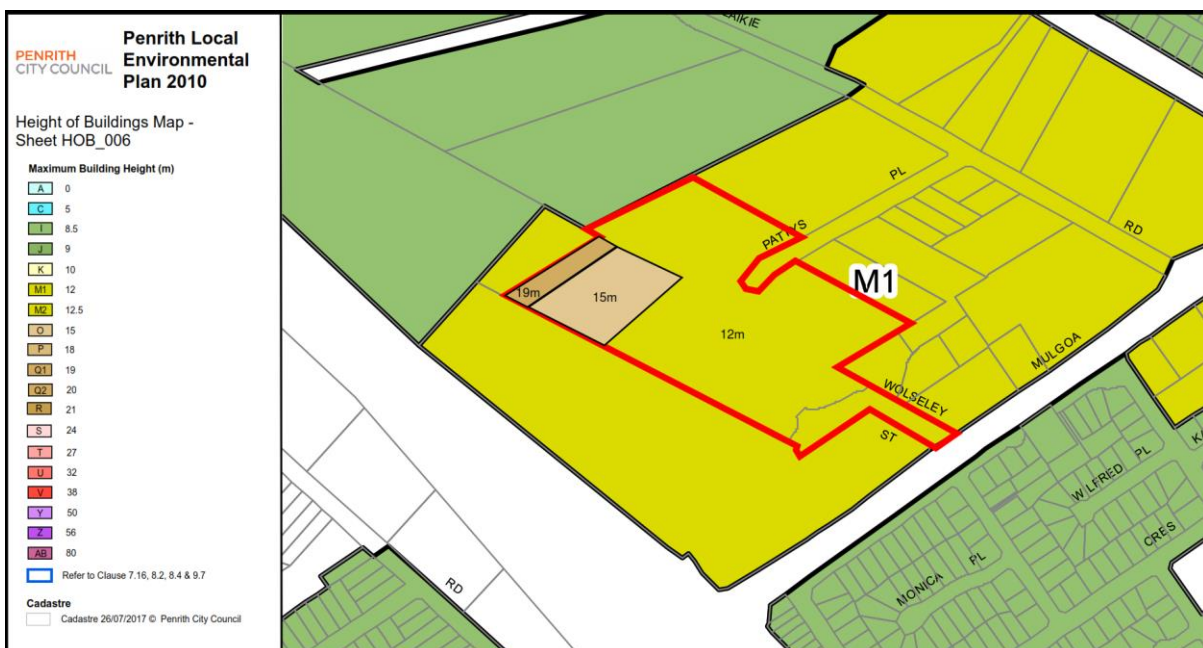 PENRITH
CITY COUNCIL
Penrith Local
Environmental
Plan 2010
Height of Buildings Map -
Sheet HOB_006
Maximum Building Height (m)
A 0
C 5
I 8.5
J 9
K 10
M1 12
M2 12.5
O 15
P 18
Q1 19
Q2 20
R 21
S 24
T 27
U 32
V 38
Y 50
Z 56
AB 80
Refer to Clause 7.16, 8.2, 8.4 & 9.7
Cadastre
Cadastre 26/07/2017 © Penrith City Council
PL
PATTYS
RD
M1
19m
15m
12m
MULGOA
WOLSELEY
ST
WILFRED PL
CRES
MONICA PL
RD